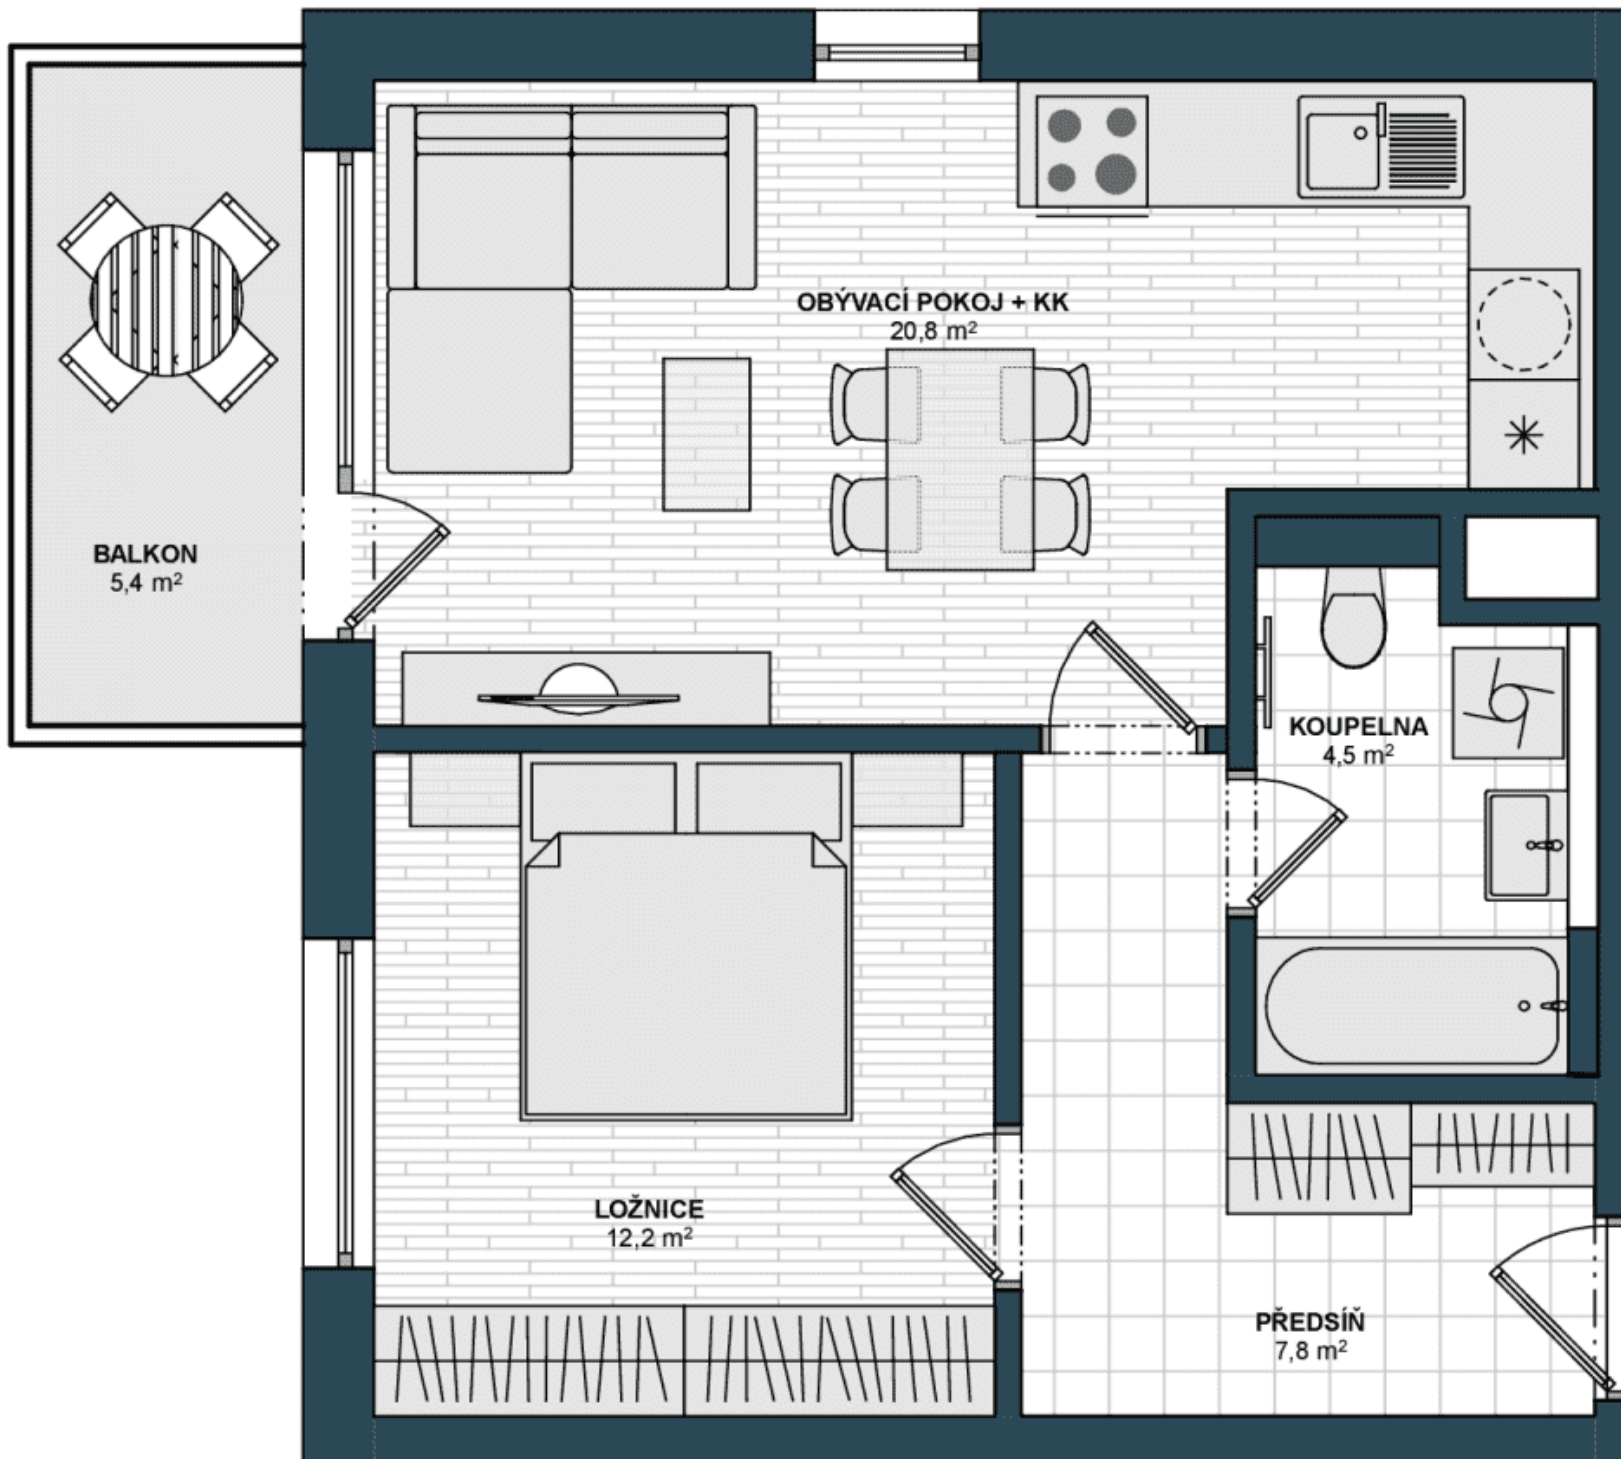 OBÝVACÍ POKOJ + KK
20,8 m²
BALKON
5,4 m²
KOUPELNA
4,5 m²
LOŽNICE
12,2 m²
PŘEDSÍŇ
7,8 m²